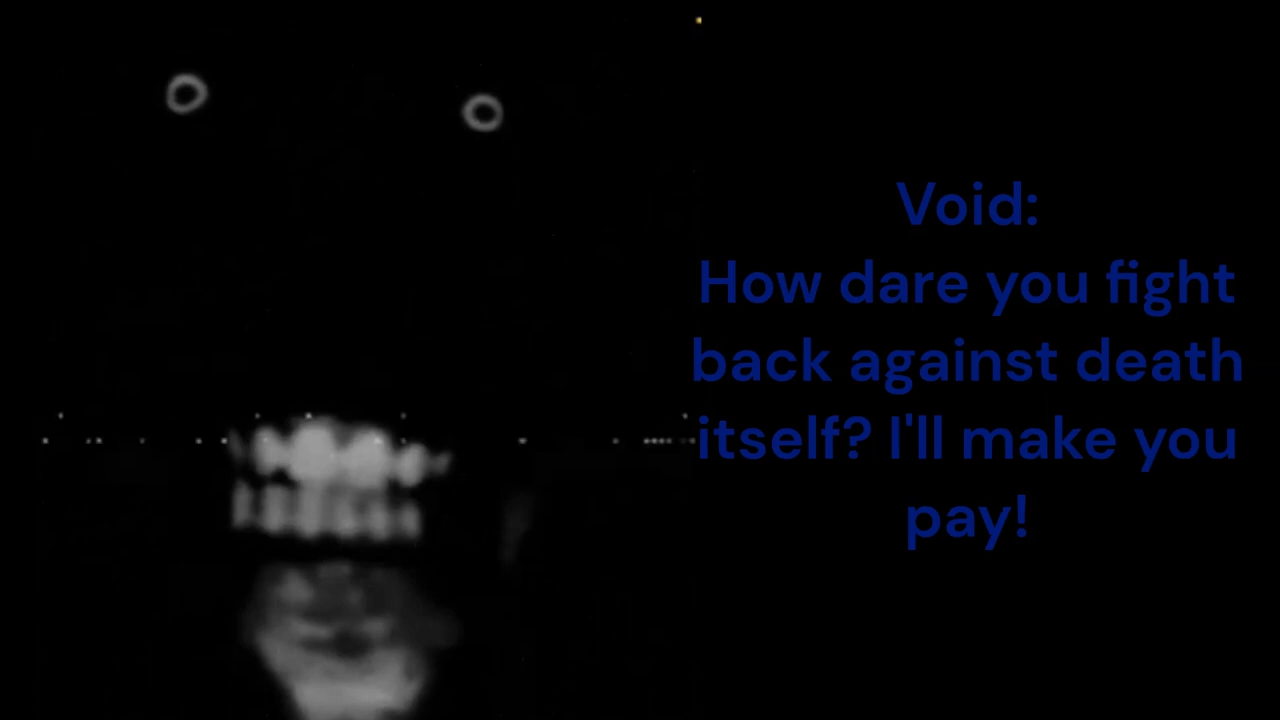 Void:
How dare you fight
back against death
itself? I'll make you
pay!